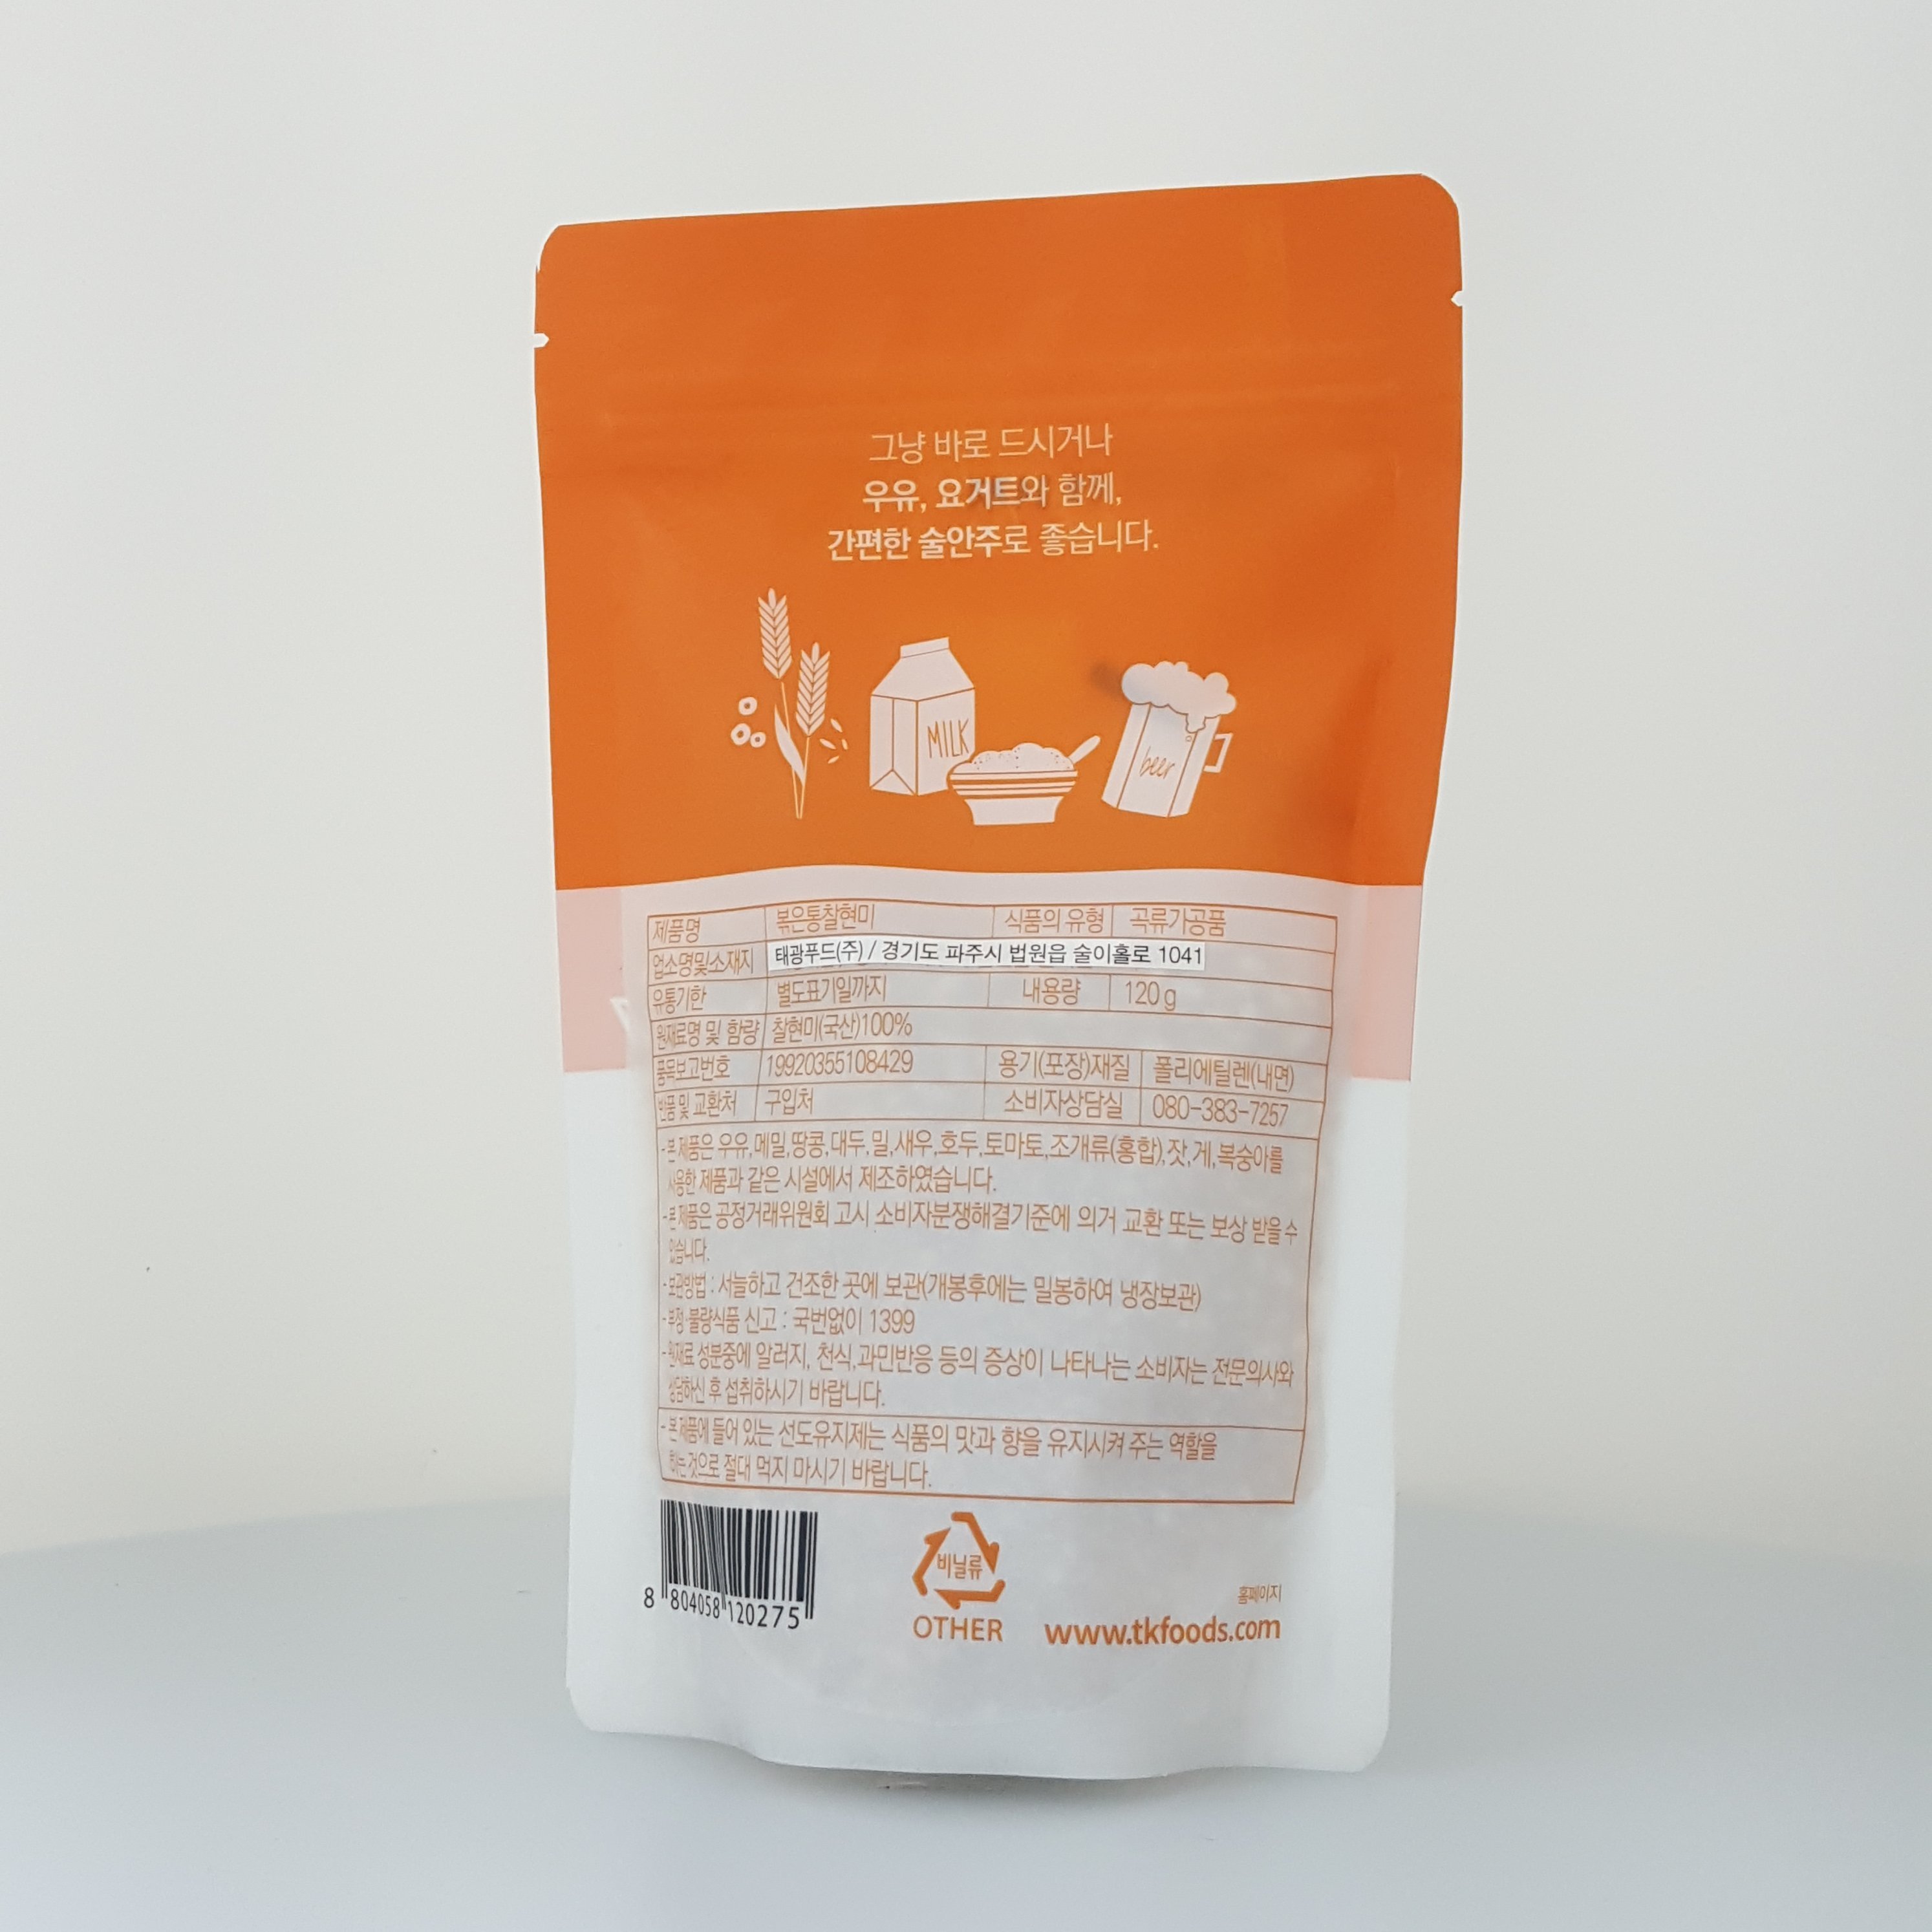 그냥 바로 드시거나
우유, 요거트와 함께,
간편한 술안주로 좋습니다.
MILK
beer
제품명 볶은통찰현미 식품의 유형 곡류가공품
업소명및소재지 태광푸드(주) / 경기도 파주시 법원읍 술이홀로 1041
유통기한 별도표기일까지 내용량 120g
원재료명 및 함량 찰현미(국산)100%
품목보고번호 19920355108429 용기(포장)재질 폴리에틸렌(내면)
반품 및 교환처 구입처 소비자상담실 080-383-7257
-본 제품은 우유,메밀,땅콩,대두,밀,새우,호두,토마토,조개류(홍합),잣,게,복숭아를
사용한 제품과 같은 시설에서 제조하였습니다.
-본 제품은 공정거래위원회 고시 소비자분쟁해결기준에 의거 교환 또는 보상 받을 수
있습니다.
-보관방법 : 서늘하고 건조한 곳에 보관(개봉후에는 밀봉하여 냉장보관)
-부정·불량식품 신고 : 국번없이 1399
-원재료 성분중에 알러지, 천식,과민반응 등의 증상이 나타나는 소비자는 전문의사와
상담하신 후 섭취하시기 바랍니다.
-본 제품에 들어 있는 선도유지제는 식품의 맛과 향을 유지시켜 주는 역할을
하는 것으로 절대 먹지 마시기 바랍니다.
비닐류
OTHER
홈페이지
www.tkfoods.com
8 804058 120275